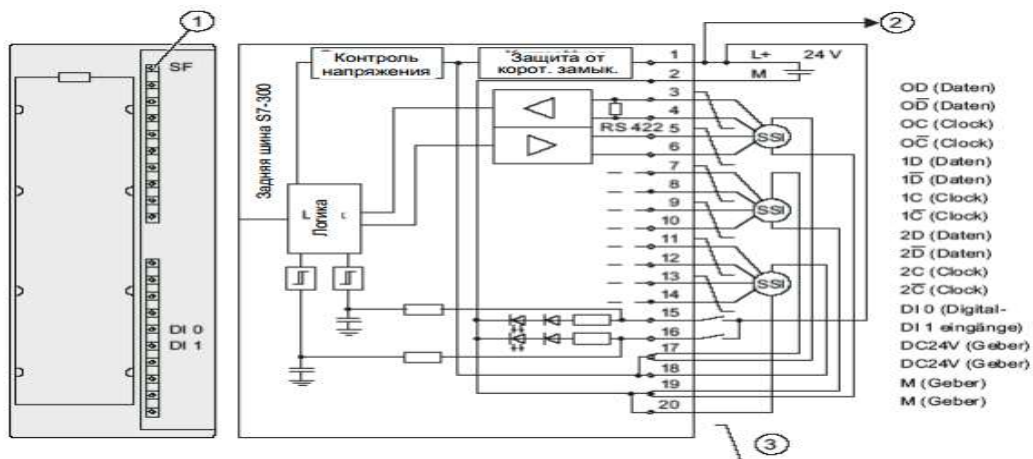 1
SF
DI 0
DI 1
Задняя шина S7-300
Контроль
напряжения
Защита от
корот. замык.
Логика
RS 422
1
2
3
4
5
6
7
8
9
10
11
12
13
14
15
16
17
18
19
20
2
L+
24 V
M
SSI
SSI
SSI
3
OD (Daten)
OD̅ (Daten)
OC (Clock)
OC̅ (Clock)
1D (Daten)
1D̅ (Daten)
1C (Clock)
1C̅ (Clock)
2D (Daten)
2D̅ (Daten)
2C (Clock)
2C̅ (Clock)
DI 0 (Digital-
DI 1 eingänge)
DC24V (Geber)
DC24V (Geber)
M (Geber)
M (Geber)